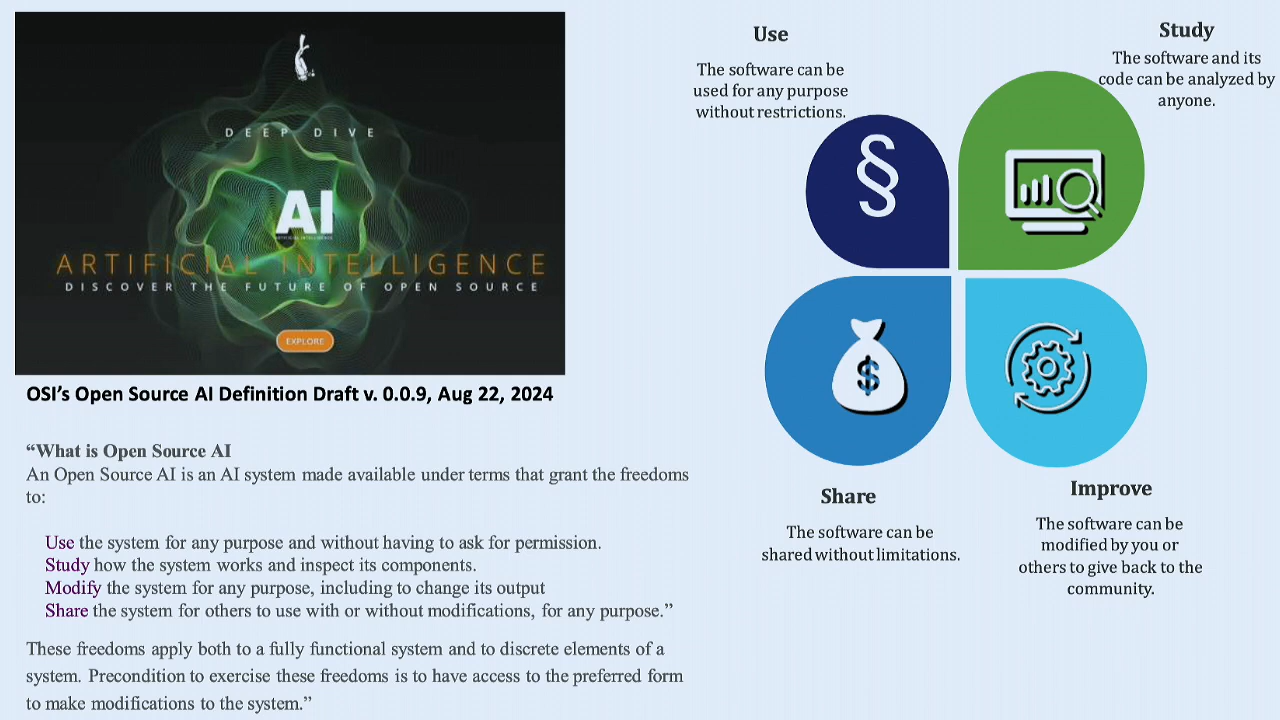 DEEP DIVE
AI
ARTIFICIAL INTELLIGENCE
ARTIFICIAL INTELLIGENCE
DISCOVER THE FUTURE OF OPEN SOURCE
EXPLORE
OSI's Open Source AI Definition Draft v. 0.0.9, Aug 22, 2024
“What is Open Source AI
An Open Source AI is an AI system made available under terms that grant the freedoms
to:
Use the system for any purpose and without having to ask for permission.
Study how the system works and inspect its components.
Modify the system for any purpose, including to change its output
Share the system for others to use with or without modifications, for any purpose.”
These freedoms apply both to a fully functional system and to discrete elements of a
system. Precondition to exercise these freedoms is to have access to the preferred form
to make modifications to the system.”
Use
The software can be
used for any purpose
without restrictions.
Study
The software and its
code can be analyzed by
anyone.
§
$
Share
The software can be
shared without limitations.
Improve
The software can be
modified by you or
others to give back to the
community.